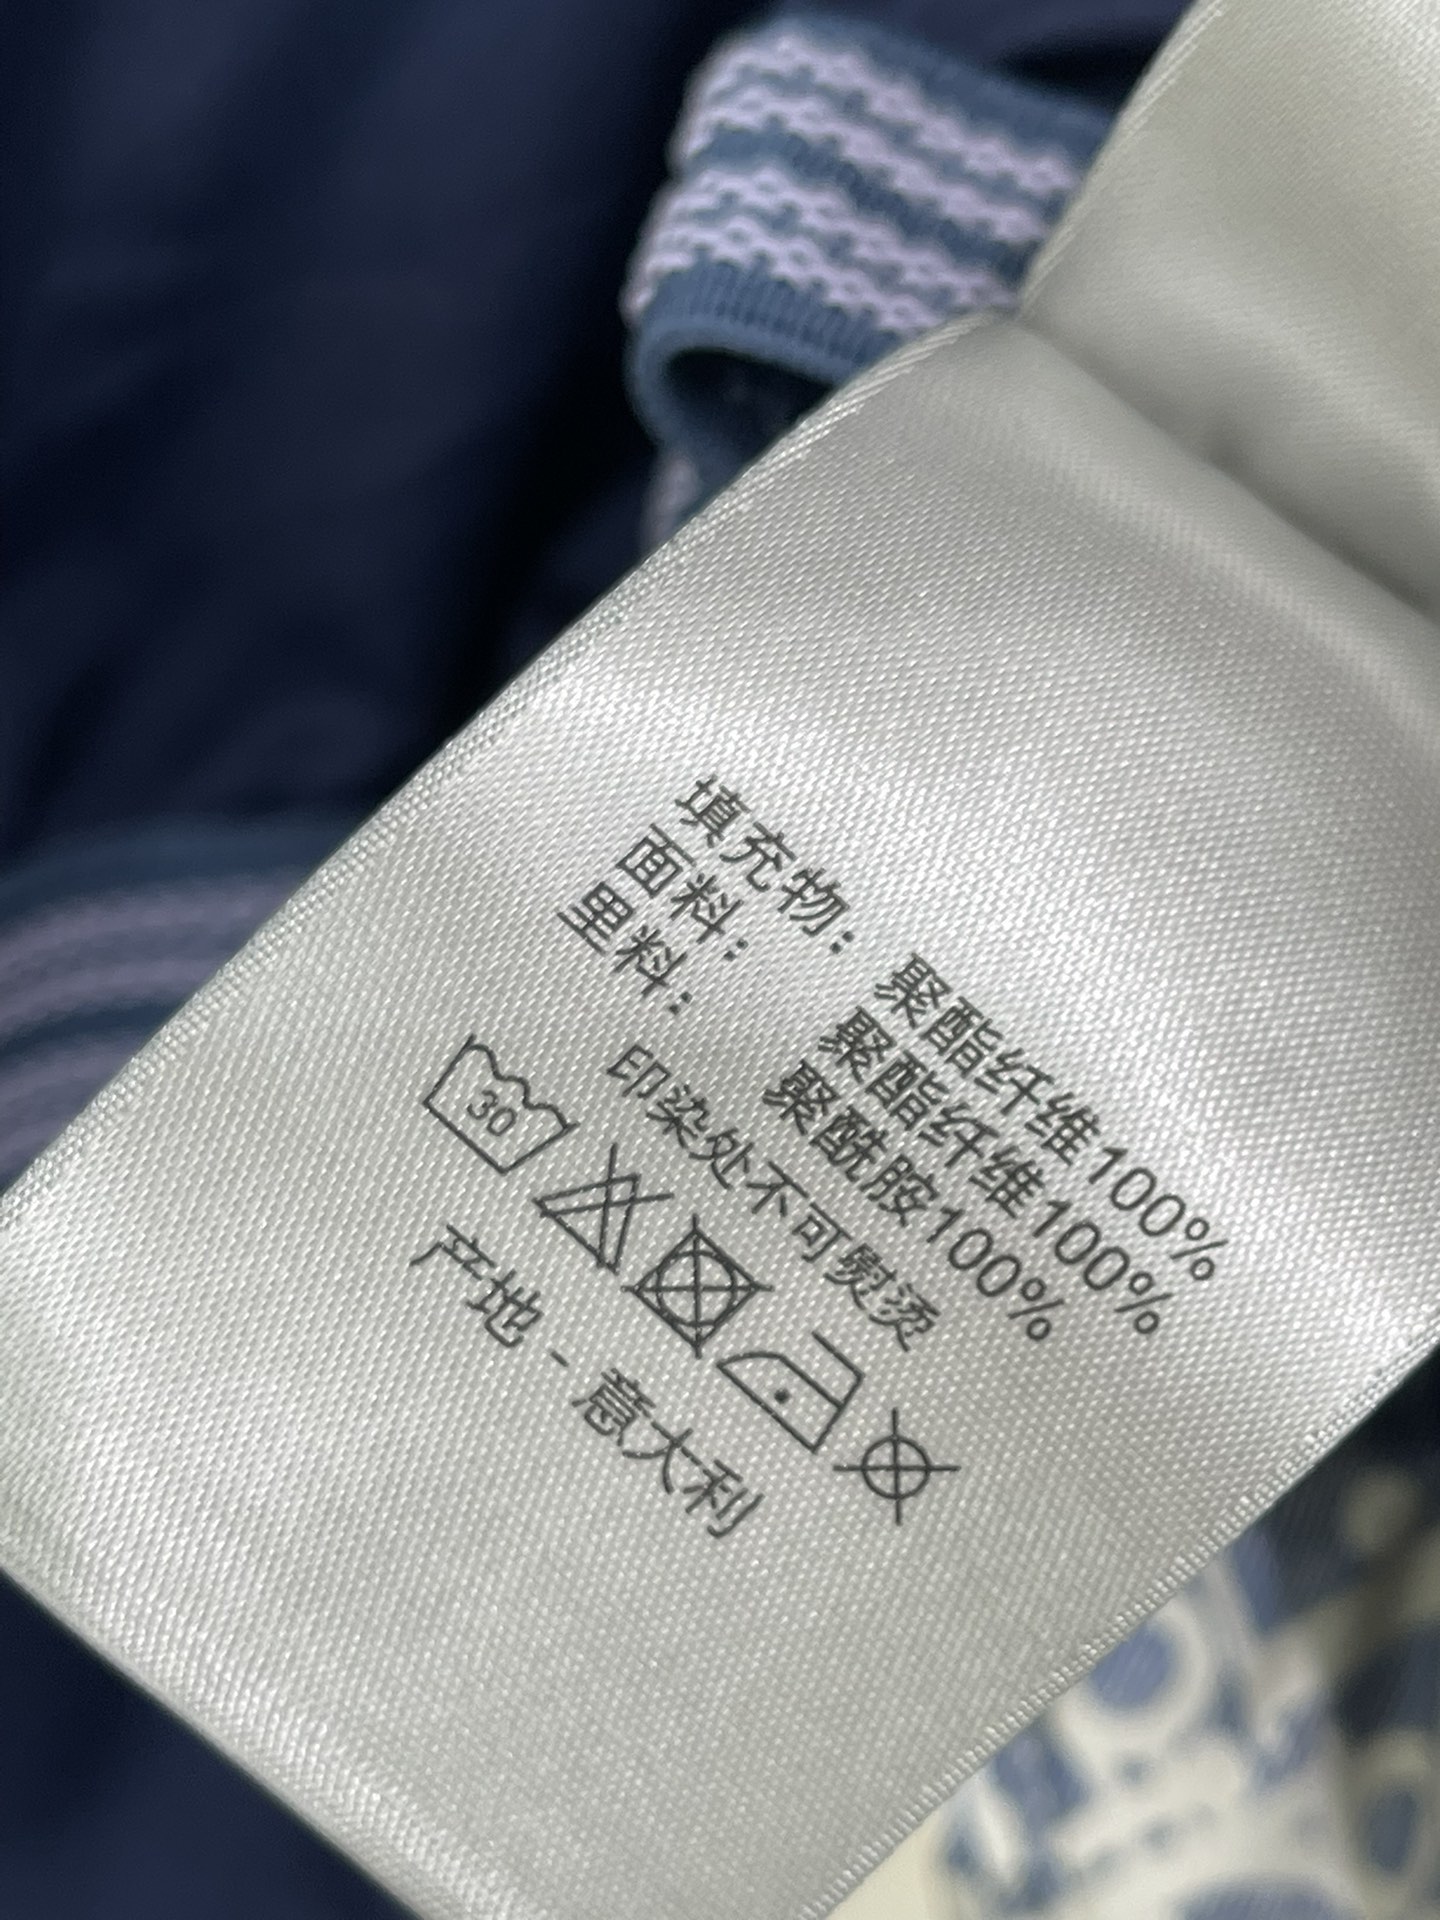 填充物： 聚酯纤维100%
面料： 聚酯纤维100%
里料： 聚酰胺100%
印染处不可熨烫
30
产地 - 意大利